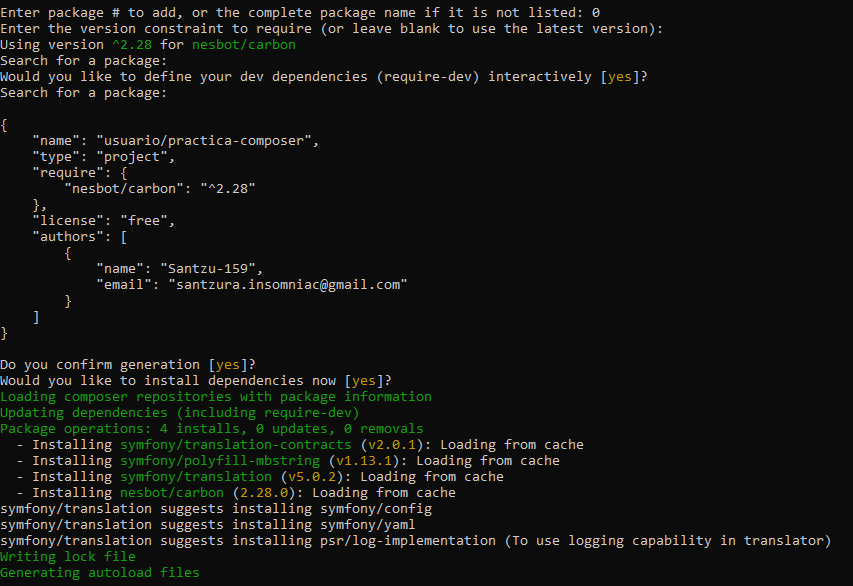 Enter package # to add, or the complete package name if it is not listed: 0
Enter the version constraint to require (or leave blank to use the latest version):
Using version ^2.28 for nesbot/carbon
Search for a package:
Would you like to define your dev dependencies (require-dev) interactively [yes]?
Search for a package:

{
    "name": "usuario/practica-composer",
    "type": "project",
    "require": {
        "nesbot/carbon": "^2.28"
    },
    "license": "free",
    "authors": [
        {
            "name": "Santzu-159",
            "email": "santzura.insomniac@gmail.com"
        }
    ]
}

Do you confirm generation [yes]?
Would you like to install dependencies now [yes]?
Loading composer repositories with package information
Updating dependencies (including require-dev)
Package operations: 4 installs, 0 updates, 0 removals
  - Installing symfony/translation-contracts (v2.0.1): Loading from cache
  - Installing symfony/polyfill-mbstring (v1.13.1): Loading from cache
  - Installing symfony/translation (v5.0.2): Loading from cache
  - Installing nesbot/carbon (2.28.0): Loading from cache
symfony/translation suggests installing symfony/config
symfony/translation suggests installing symfony/yaml
symfony/translation suggests installing psr/log-implementation (To use logging capability in translator)
Writing lock file
Generating autoload files